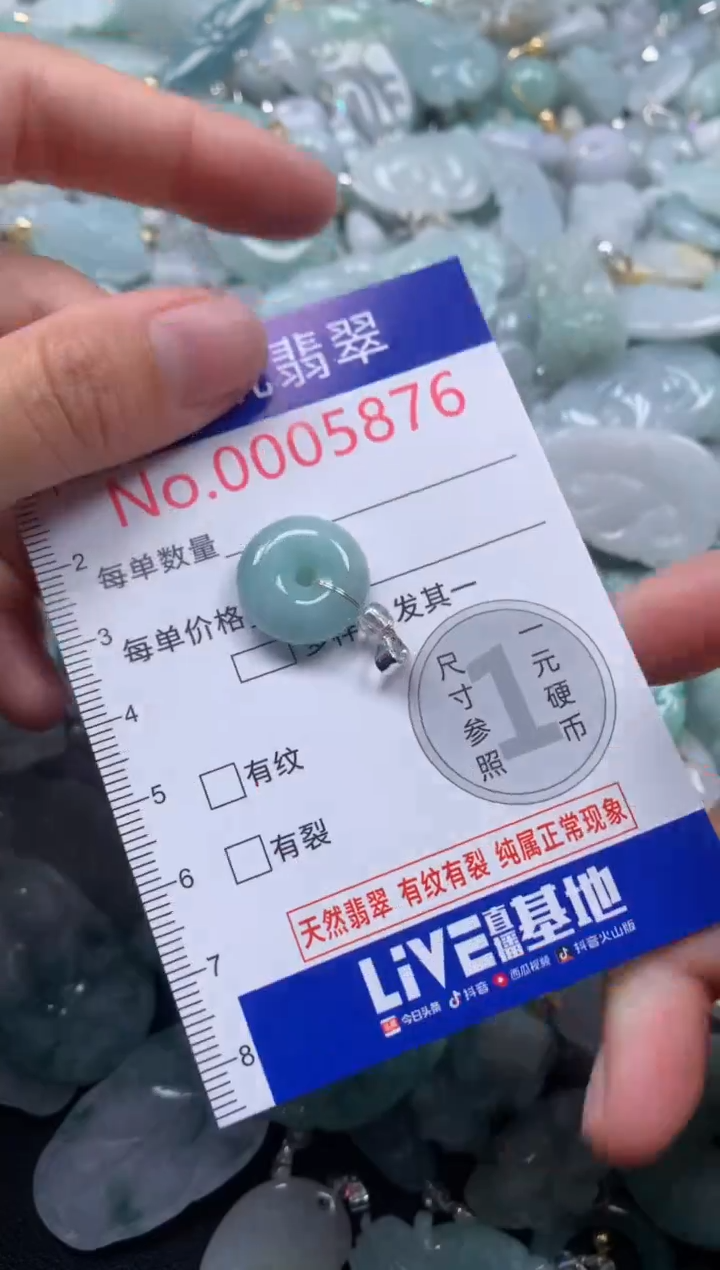 翡翠
No.0005876
每单数量
每单价格
发其一
尺寸参照
1
一元硬币
有纹
有裂
天然翡翠 有纹有裂 纯属正常现象
LiVE直播基地
今日头条 抖音 西瓜视频 抖音火山版
2
3
4
5
6
7
8